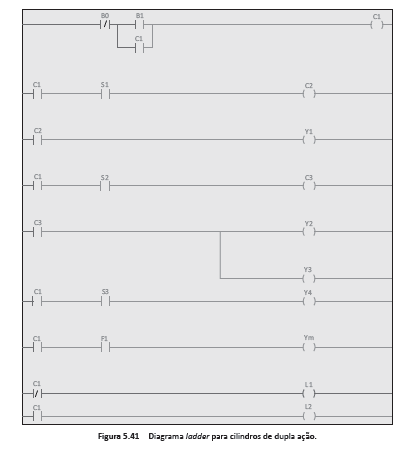 B0 B1 C1
C1
C1 S1 C2
C2 Y1
C1 S2 C3
C3 Y2
Y3
C1 S3 Y4
C1 F1 Ym
C1 L1
C1 L2
Figura 5.41 Diagrama ladder para cilindros de dupla ação.